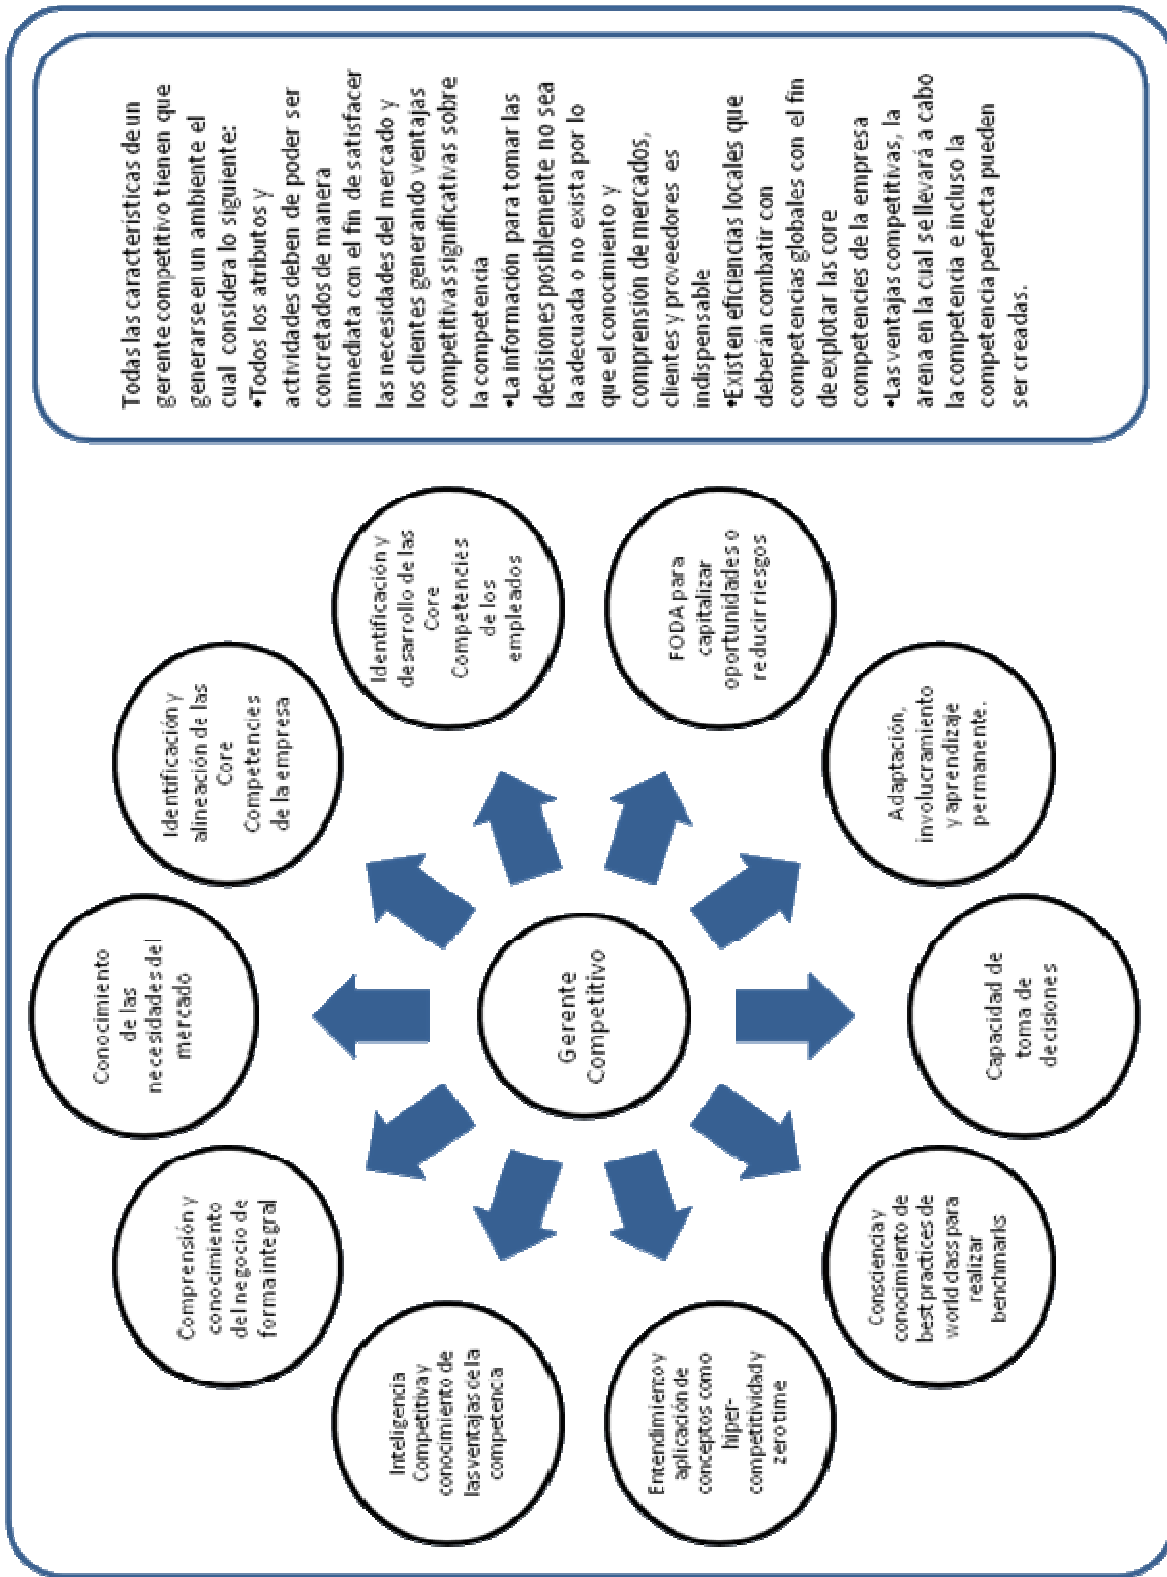 Conocimiento
de las
necesidades del
mercado
Identificación y
alineación de las
Core
Competencies
de la empresa
Identificación y
desarrollo de las
Core
Competencies
de los
empleados
FODA para
capitalizar
oportunidades o
reducir riesgos
Adaptación,
involucramiento
y aprendizaje
permanente.
Capacidad de
toma de
decisiones
Consciencia y
conocimiento de
best practices de
world class para
realizar
benchmarks
Entendimiento y
aplicación de
conceptos como
hiper-
competitividad y
zero time
Inteligencia
Competitiva y
conocimiento de
las ventajas de la
competencia
Comprensión y
conocimiento
del negocio de
forma integral
Gerente
Competitivo
Todas las características de un
gerente competitivo tienen que
generarse en un ambiente el
cual considera lo siguiente:
•Todos los atributos y
actividades deben de poder ser
concretados de manera
inmediata con el fin de satisfacer
las necesidades del mercado y
los clientes generando ventajas
competitivas significativas sobre
la competencia
•La información para tomar las
decisiones posiblemente no sea
la adecuada o no exista por lo
que el conocimiento y
comprensión de mercados,
clientes y proveedores es
indispensable
•Existen eficiencias locales que
deberán combatir con
competencias globales con el fin
de explotar las core
competencies de la empresa
•Las ventajas competitivas, la
arena en la cual se llevará a cabo
la competencia e incluso la
competencia perfecta pueden
ser creadas.